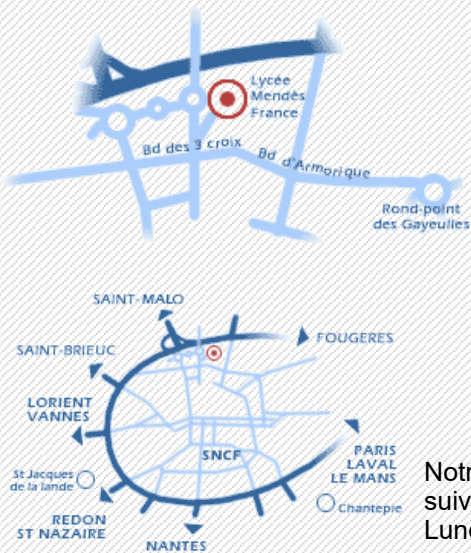 Lycée
Mendès
France
Bd des 3 croix
Bd d'Armorique
Rond-point
des Gayeulles
SAINT-MALO
FOUGERES
SAINT-BRIEUC
LORIENT
VANNES
SNCF
PARIS
LAVAL
LE MANS
St Jacques
de la lande
Chantepie
REDON
ST NAZAIRE
NANTES
Notr
suiv
Lun